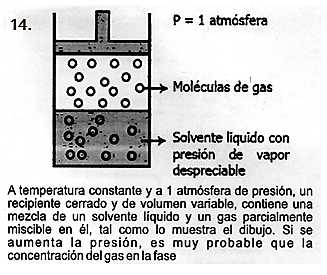 14.
P = 1 atmósfera
Moléculas de gas
Solvente líquido con
presión de vapor
despreciable
A temperatura constante y a 1 atmósfera de presión, un
recipiente cerrado y de volumen variable, contiene una
mezcla de un solvente líquido y un gas parcialmente
miscible en él, tal como lo muestra el dibujo. Si se
aumenta la presión, es muy probable que la
concentración del gas en la fase